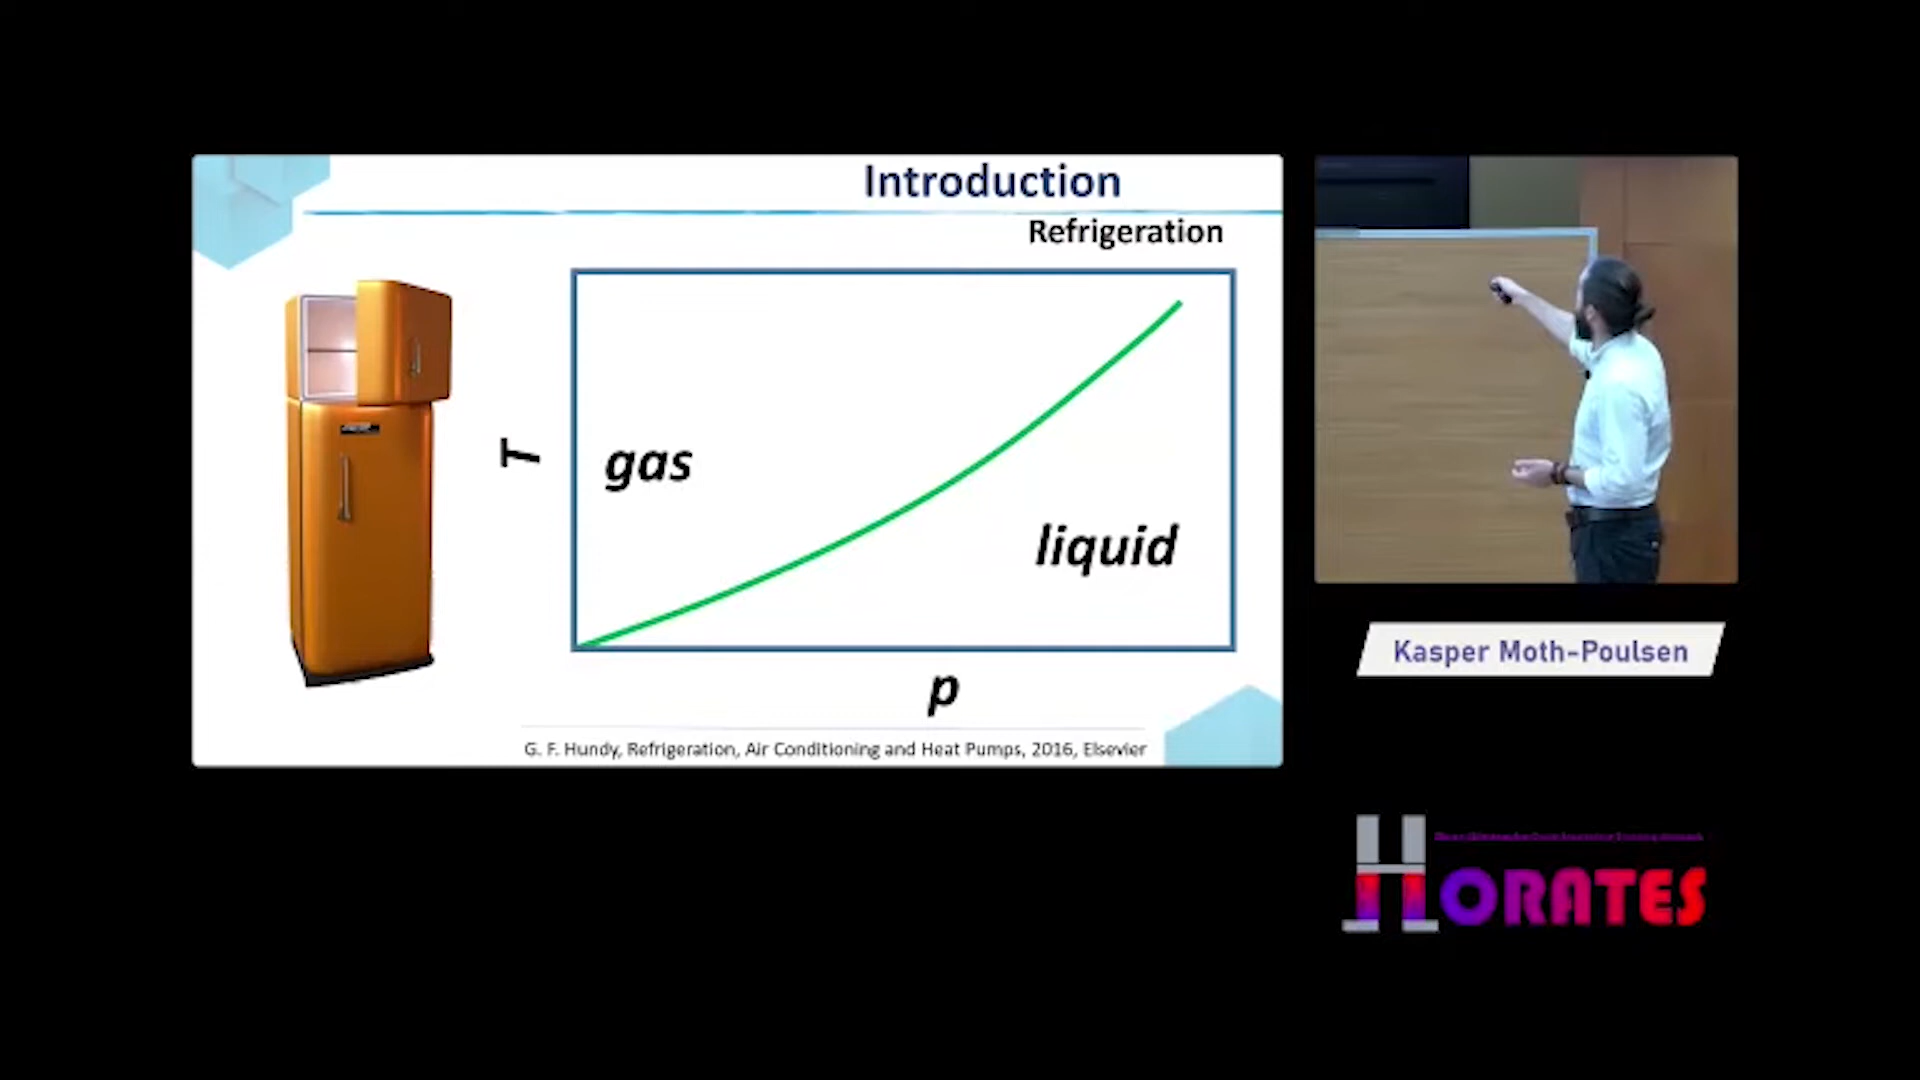 Introduction
Refrigeration
T
gas
liquid
p
G. F. Hundy, Refrigeration, Air Conditioning and Heat Pumps, 2016, Elsevier
Kasper Moth-Poulsen
HORATES